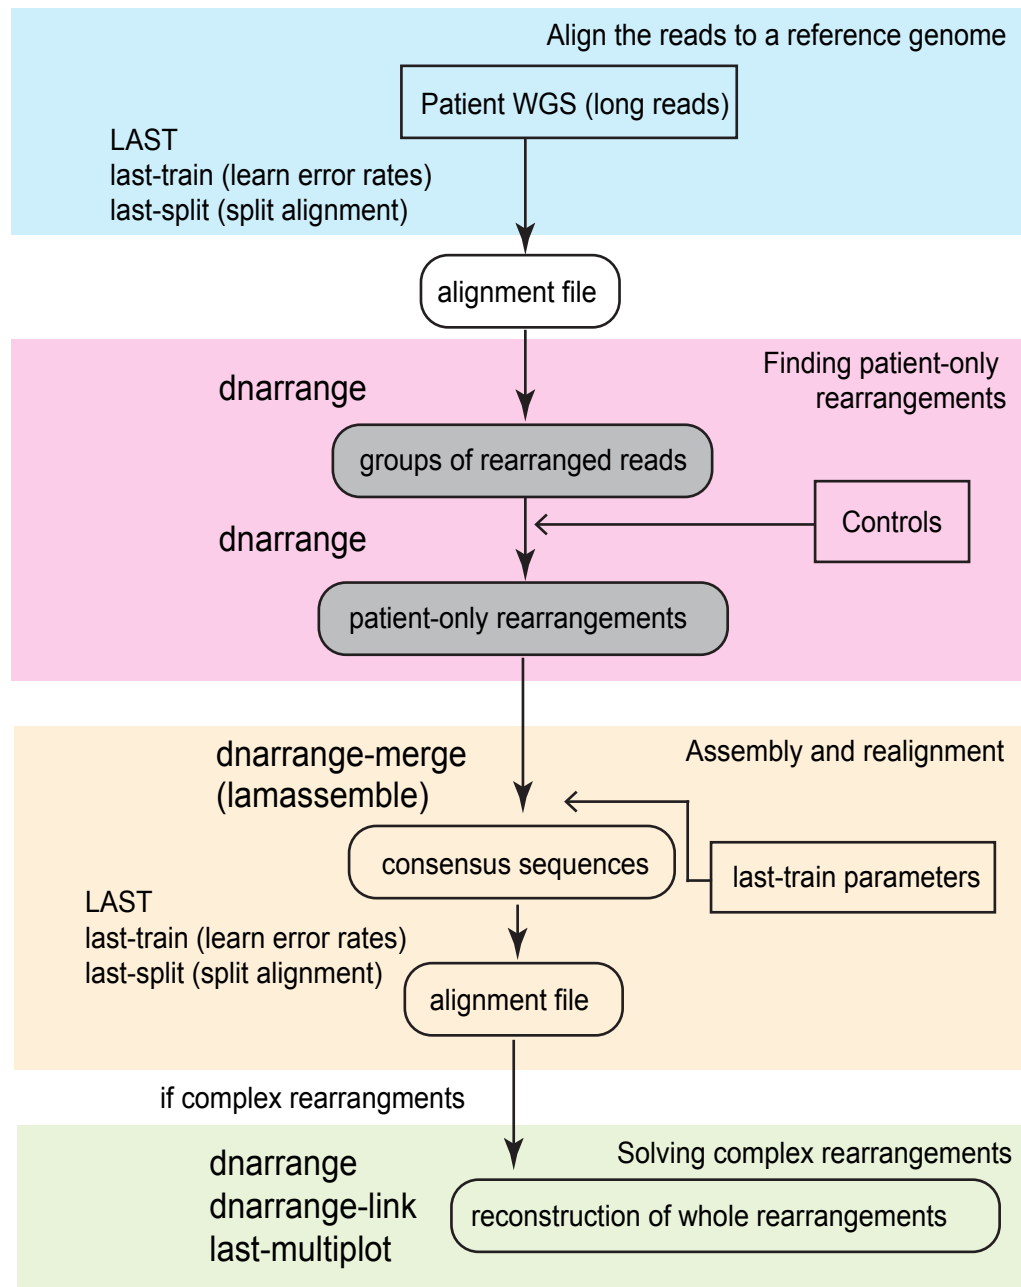 Align the reads to a reference genome
Patient WGS (long reads)
LAST
last-train (learn error rates)
last-split (split alignment)
alignment file
Finding patient-only
rearrangements
dnarrange
groups of rearranged reads
Controls
dnarrange
patient-only rearrangements
Assembly and realignment
dnarrange-merge
(lamassemble)
consensus sequences
last-train parameters
LAST
last-train (learn error rates)
last-split (split alignment)
alignment file
if complex rearrangments
Solving complex rearrangements
dnarrange
dnarrange-link
last-multiplot
reconstruction of whole rearrangements